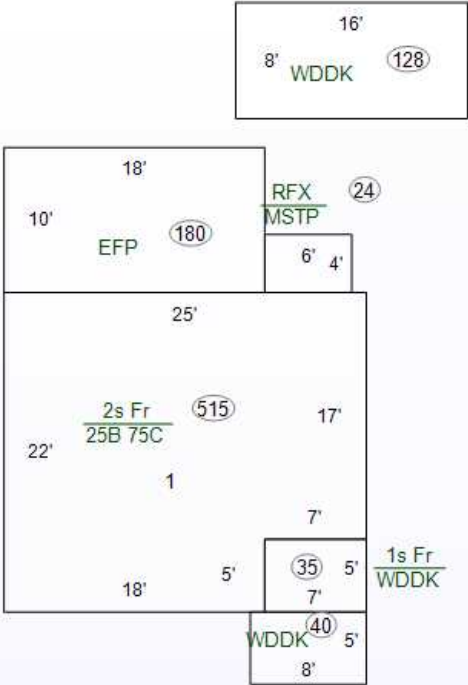 16'
8' WDDK 128
18'
10' EFP 180
RFX 24
MSTP
6' 4'
25'
2s Fr 515
25B 75C
17'
22'
1
7'
5' 35 5'
1s Fr
WDDK
18' 7'
WDDK 40 5'
8'